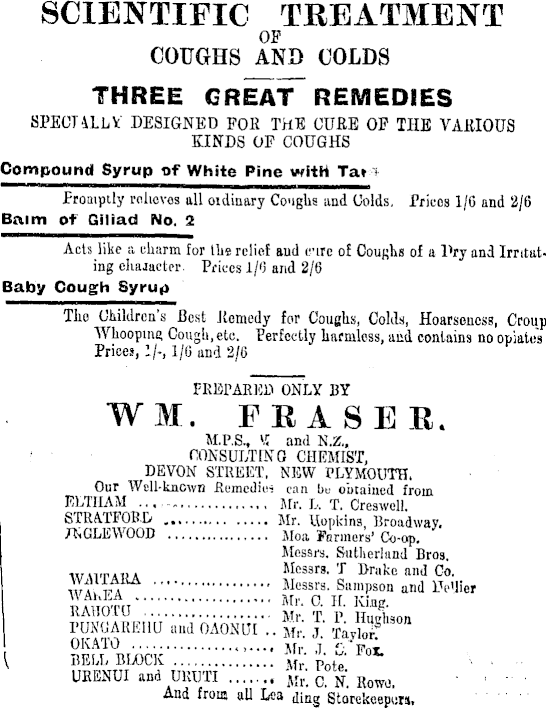 SCIENTIFIC TREATMENT
OF
COUGHS AND COLDS
THREE GREAT REMEDIES
SPECIALLY DESIGNED FOR THE CURE OF THE VARIOUS
KINDS OF COUGHS
Compound Syrup of White Pine with Tar
Promptly relieves all ordinary Coughs and Colds. Prices 1/6 and 2/6
Balm of Giliad No. 2
Acts like a charm for the relief and cure of Coughs of a Dry and Irritat-
ing character. Prices 1/6 and 2/6
Baby Cough Syrup
The Children's Best Remedy for Coughs, Colds, Hoarseness, Croup
Whooping Cough, etc. Perfectly harmless, and contains no opiates
Prices, 1/-, 1/6 and 2/6
PREPARED ONLY BY
WM. FRASER.
M.P.S., and N.Z.,
CONSULTING CHEMIST,
DEVON STREET, NEW PLYMOUTH.
Our Well-known Remedies can be obtained from
ELTHAM ... Mr. L. T. Creswell.
STRATFORD ... Mr. Hopkins, Broadway.
INGLEWOOD ... Moa Farmers' Co-op.
Messrs. Sutherland Bros.
Messrs. T Drake and Co.
WAITARA ... Messrs. Sampson and
WAREA ... Mr. C. H. King.
RAHOTU ... Mr. T. P. Hughson
PUNGAREHU and OAONUI .. Mr. J. Taylor.
OKATO ... Mr. J. S. Fox.
BELL BLOCK ... Mr. Pote.
URENUI and URUTI ... Mr. C. N. Rowe.
And from all Leading Storekeepers.